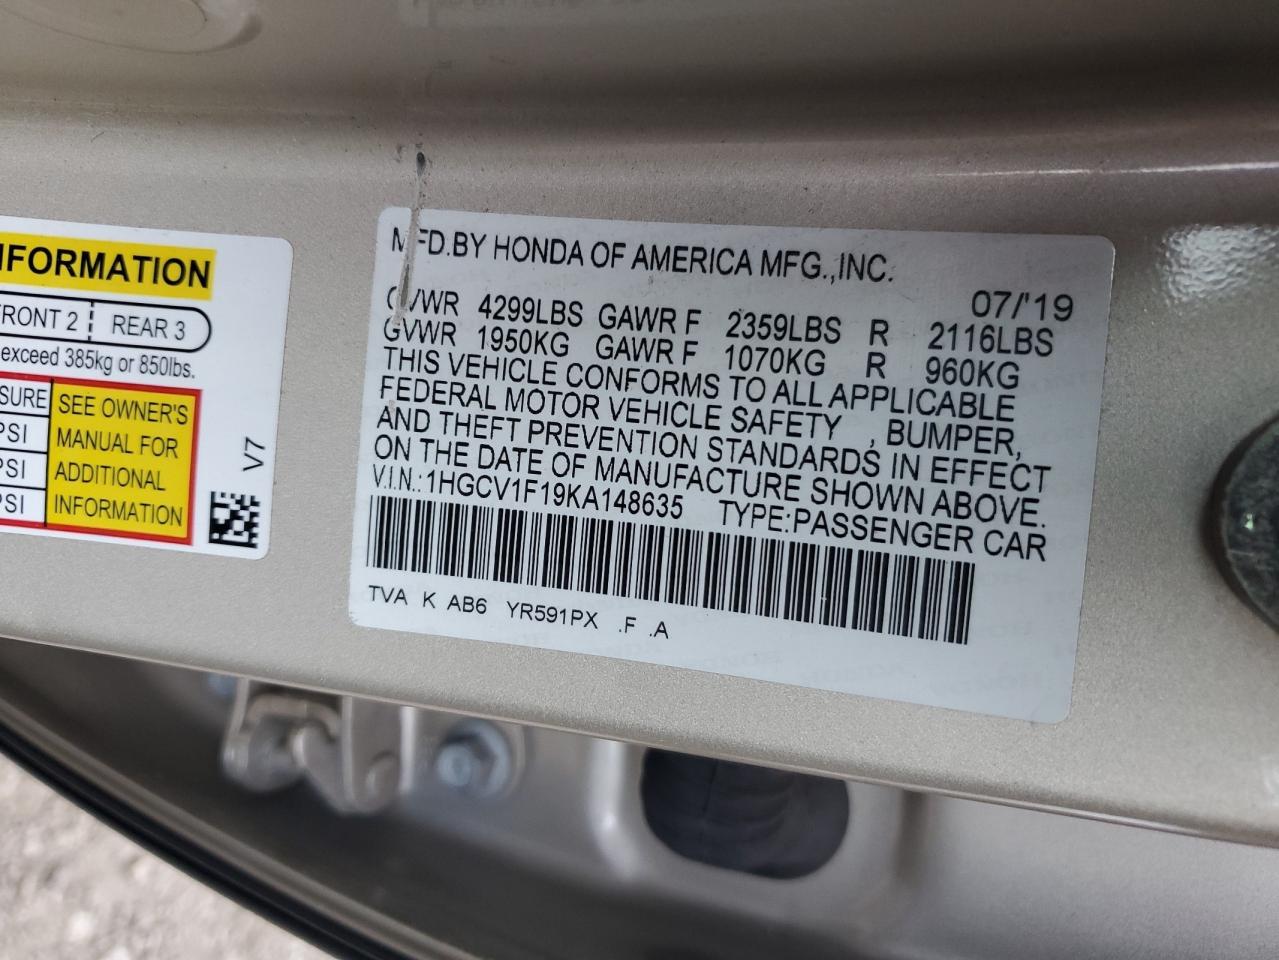 NFORMATION
FRONT 2 REAR 3
exceed 385kg or 850lbs.
SURE SEE OWNER'S
PSI MANUAL FOR
PSI ADDITIONAL
PSI INFORMATION
V7
MFD.BY HONDA OF AMERICA MFG.,INC.
07/'19
GVWR 4299LBS GAWR F 2359LBS R 2116LBS
GVWR 1950KG GAWR F 1070KG R 960KG
THIS VEHICLE CONFORMS TO ALL APPLICABLE
FEDERAL MOTOR VEHICLE SAFETY , BUMPER,
AND THEFT PREVENTION STANDARDS IN EFFECT
ON THE DATE OF MANUFACTURE SHOWN ABOVE.
V.I.N.:1HGCV1F19KA148635 TYPE:PASSENGER CAR
TVA K AB6 YR591PX .F .A